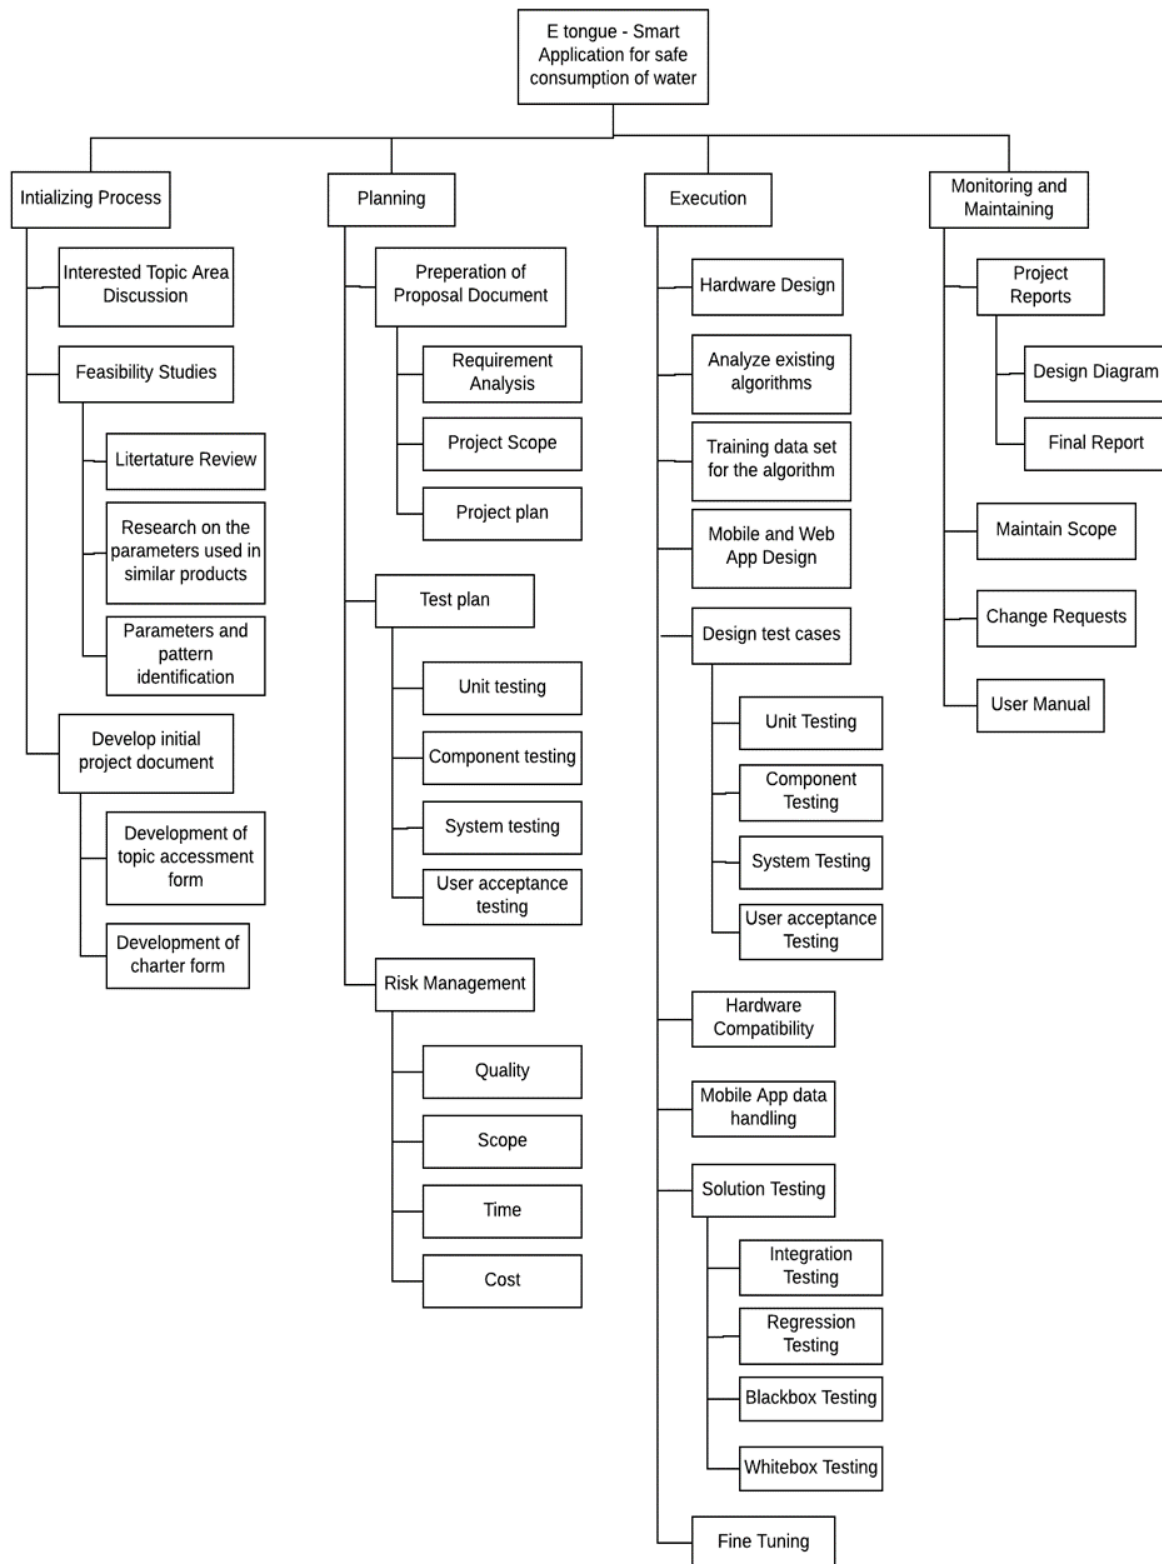 E tongue - Smart
Application for safe
consumption of water
Intializing Process
Interested Topic Area
Discussion
Feasibility Studies
Litertature Review
Research on the
parameters used in
similar products
Parameters and
pattern
identification
Develop initial
project document
Development of
topic accessment
form
Development of
charter form
Planning
Preperation of
Proposal Document
Requirement
Analysis
Project Scope
Project plan
Test plan
Unit testing
Component testing
System testing
User acceptance
testing
Risk Management
Quality
Scope
Time
Cost
Execution
Hardware Design
Analyze existing
algorithms
Training data set
for the algorithm
Mobile and Web
App Design
Design test cases
Unit Testing
Component
Testing
System Testing
User acceptance
Testing
Hardware
Compatibility
Mobile App data
handling
Solution Testing
Integration
Testing
Regression
Testing
Blackbox Testing
Whitebox Testing
Fine Tuning
Monitoring and
Maintaining
Project
Reports
Design Diagram
Final Report
Maintain Scope
Change Requests
User Manual